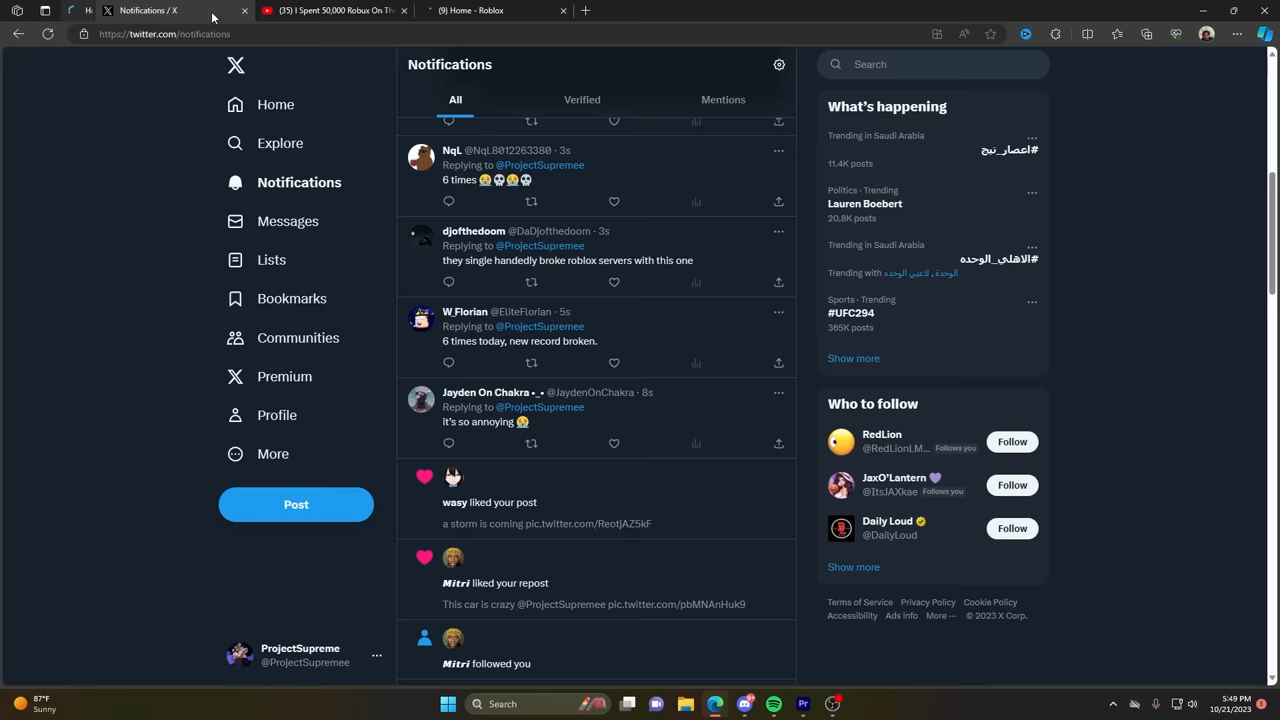 H
Notifications / X
(35) I Spent 50,000 Robux On Th
(9) Home - Roblox
https://twitter.com/notifications
Home
Explore
Notifications
Messages
Lists
Bookmarks
Communities
Premium
Profile
More
Post
ProjectSupreme
@ProjectSupremee
Notifications
All
Verified
Mentions
NqL @NqL8012263380 · 3s
Replying to @ProjectSupremee
6 times 😭💀😭💀
djofthedoom @DaDjofthedoom · 3s
Replying to @ProjectSupremee
they single handedly broke roblox servers with this one
W_Florian @EliteFlorian · 5s
Replying to @ProjectSupremee
6 times today, new record broken.
Jayden On Chakra ▪_▪ @JaydenOnChakra · 8s
Replying to @ProjectSupremee
it's so annoying 😭
wasy liked your post
a storm is coming pic.twitter.com/ReotjAZ5kF
Mitri liked your repost
This car is crazy @ProjectSupremee pic.twitter.com/pbMNAnHuk9
Mitri followed you
Search
What's happening
Trending in Saudi Arabia
11.4K posts
Politics · Trending
Lauren Boebert
20.8K posts
Trending in Saudi Arabia
#الاهلي_الوحده
Trending with الوحدة, لاعبي الوحده
Sports · Trending
#UFC294
365K posts
Show more
Who to follow
RedLion
@RedLionLM... Follows you
Follow
JaxO'Lantern 💜
@ItsJAXkae Follows you
Follow
Daily Loud
@DailyLoud
Follow
Show more
Terms of Service Privacy Policy Cookie Policy
Accessibility Ads info More ··· © 2023 X Corp.
87°F
Sunny
Search
5:49 PM
10/21/2023
3